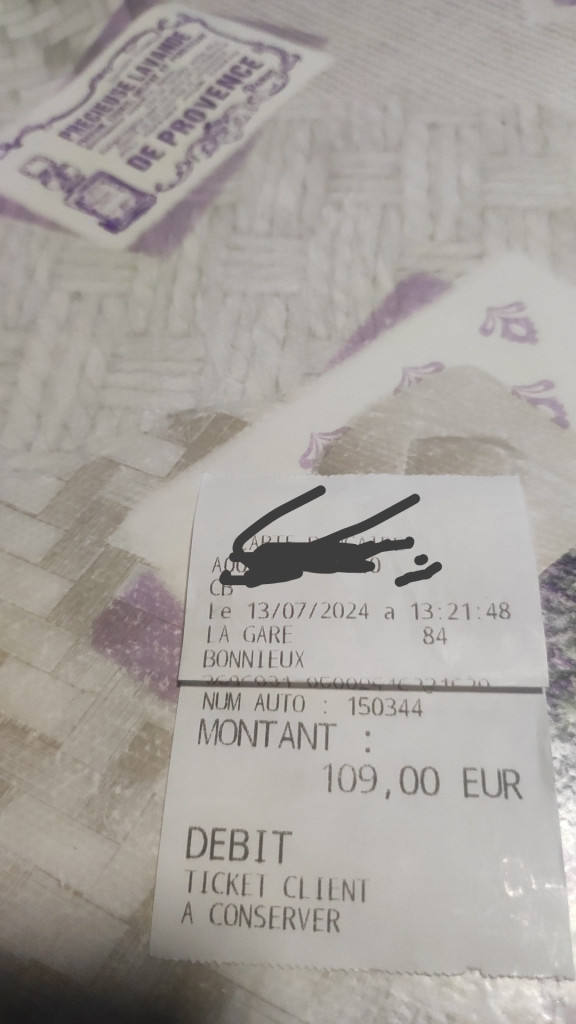 PRECIEUSE LAVANDE
DE PROVENCE
CB
le 13/07/2024 a 13:21:48
LA GARE 84
BONNIEUX
NUM AUTO : 150344
MONTANT :
109,00 EUR
DEBIT
TICKET CLIENT
A CONSERVER